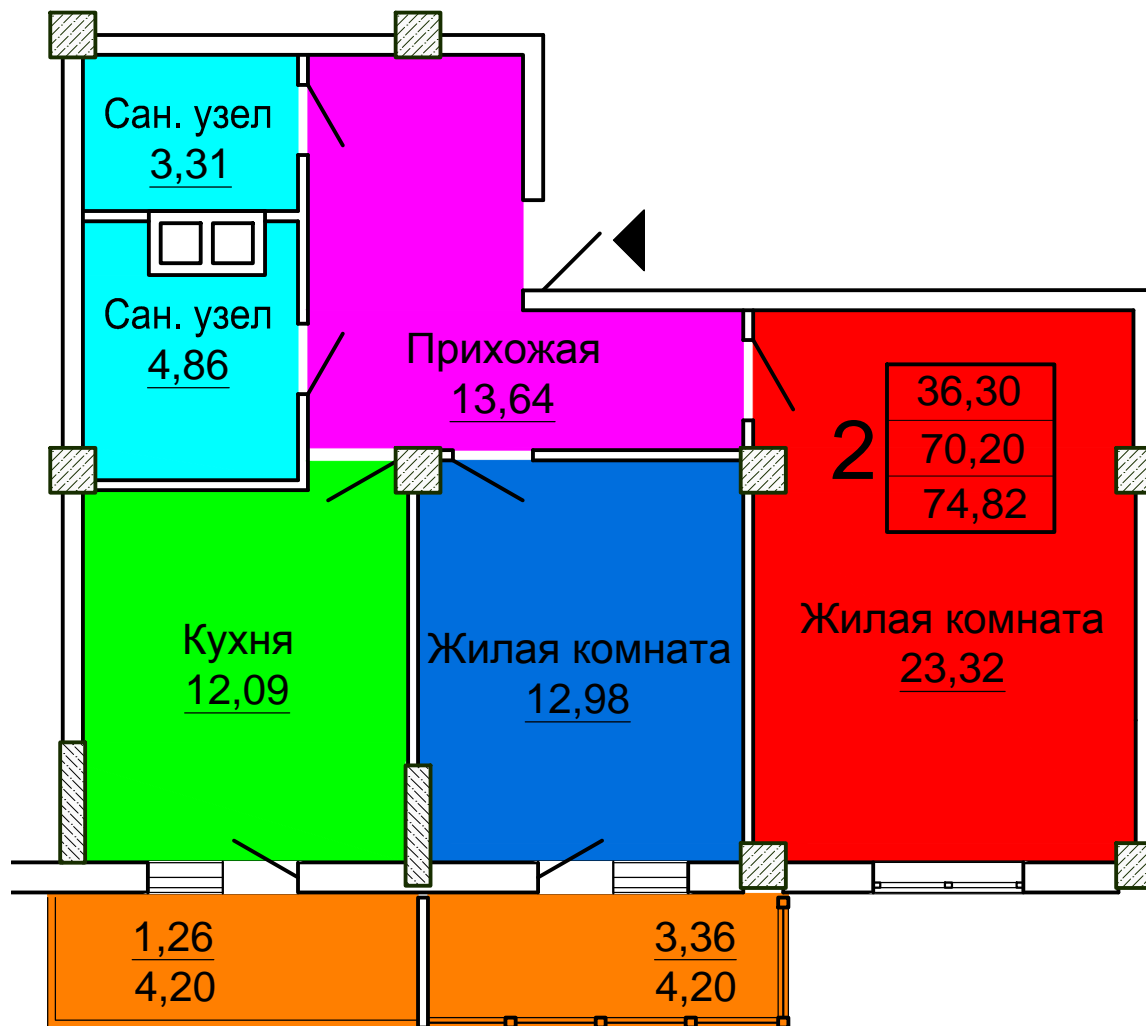 Сан. узел
3,31
Сан. узел
4,86
Прихожая
13,64
2
36,30
70,20
74,82
Кухня
12,09
Жилая комната
12,98
Жилая комната
23,32
1,26
4,20
3,36
4,20